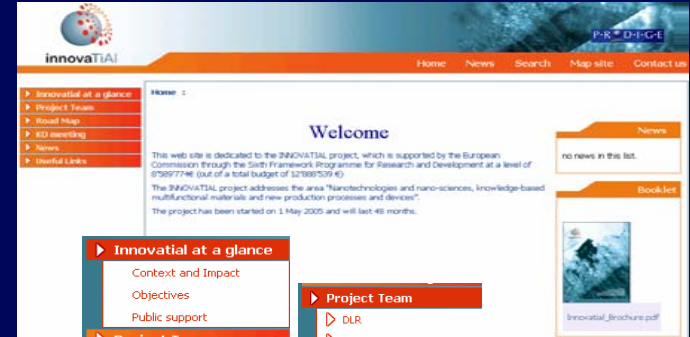 P·R·O·D·I·G·E
innovaTiAl
Home News Search Map site Contact us
Innovatial at a glance
Project Team
Road Map
KO meeting
News
Useful Links
Home :
Welcome
This web site is dedicated to the INNOVATIAL project, which is supported by the European
Commission through the Sixth Framework Programme for Research and Development at a level of
8'589'774€ (out of a total budget of 12'888'539 €)
The INNOVATIAL project addresses the area "Nanotechnologies and nano-sciences, knowledge-based
multifunctional materials and new production processes and devices".
The project has been started on 1 May 2005 and will last 48 months.
News
no news in this list.
Booklet
Innovatial_Brochure.pdf
Innovatial at a glance
Context and Impact
Objectives
Public support
Project Team
DLR